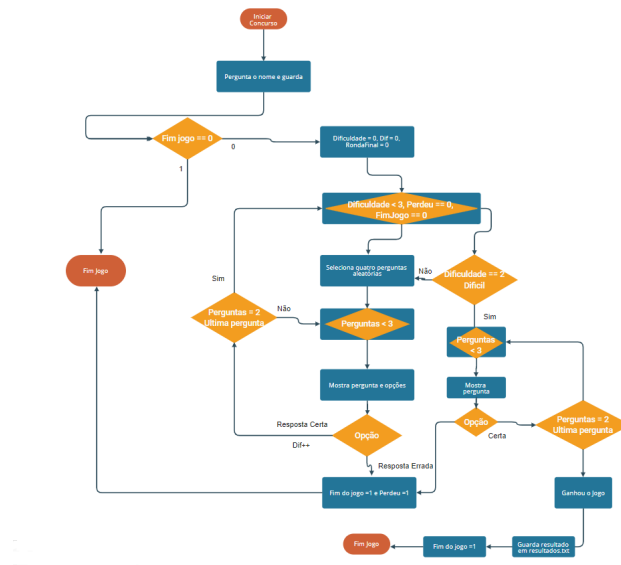 Iniciar
Concurso
Pergunta o nome e guarda
Fim jogo == 0
0
1
Dificuldade = 0, Dif = 0,
RondaFinal = 0
Dificuldade < 3, Perdeu == 0,
FimJogo == 0
Fim Jogo
Seleciona quatro perguntas
aleatórias
Não
Dificuldade == 2
Dificil
Sim
Sim
Perguntas = 2
Ultima pergunta
Não
Perguntas < 3
Perguntas
< 3
Mostra pergunta e opções
Mostra
pergunta
Resposta Certa
Dif++
Opção
Opção
Certa
Perguntas = 2
Ultima pergunta
Resposta Errada
Fim do jogo =1 e Perdeu =1
Ganhou o Jogo
Fim Jogo
Fim do jogo =1
Guarda resultado
em resultados.txt